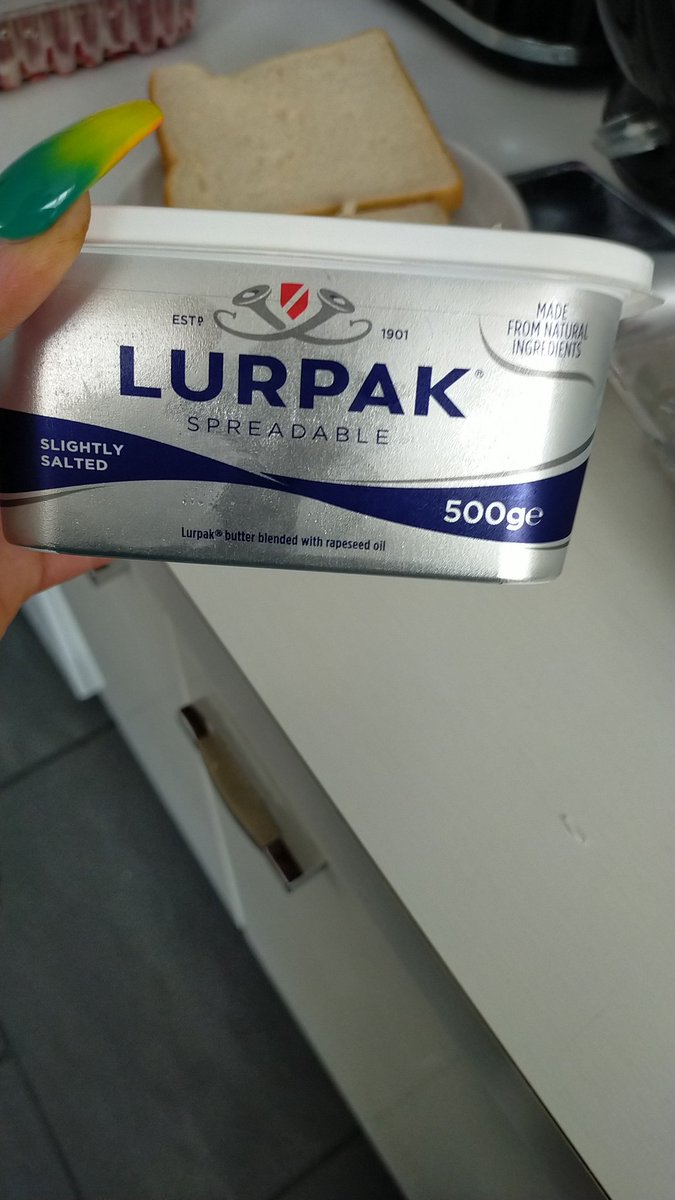 ESTD
1901
MADE
FROM NATURAL
INGREDIENTS
LURPAK®
SPREADABLE
SLIGHTLY
SALTED
500g℮
Lurpak® butter blended with rapeseed oil